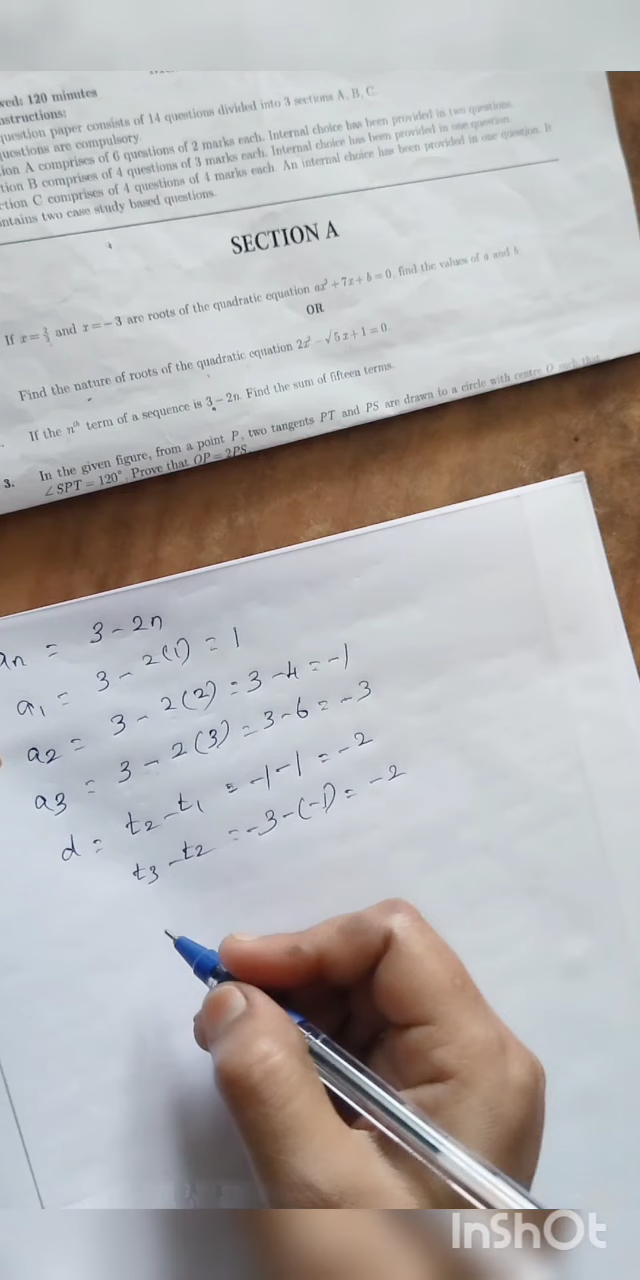 wed: 120 minutes
nstructions:
question paper consists of 14 questions divided into 3 sections A, B, C.
questions are compulsory.
ion A comprises of 6 questions of 2 marks each. Internal choice has been provided in two questions.
tion B comprises of 4 questions of 3 marks each. Internal choice has been provided in one question.
ction C comprises of 4 questions of 4 marks each. An internal choice has been provided in one question. It
ntains two case study based questions.
SECTION A
If x = 2/3 and x = -3 are roots of the quadratic equation ax² + 7x + b = 0, find the values of a and b.
OR
Find the nature of roots of the quadratic equation 2x² - √5x + 1 = 0.
If the nth term of a sequence is 3 - 2n. Find the sum of fifteen terms.
3. In the given figure, from a point P, two tangents PT and PS are drawn to a circle with centre O such that
∠SPT = 120°. Prove that OP = 2PS.
an = 3 - 2n
a1 = 3 - 2(1) = 1
a2 = 3 - 2(2) = 3 - 4 = -1
a3 = 3 - 2(3) = 3 - 6 = -3
d = t2 - t1 = -1 - 1 = -2
t3 - t2 = -3 - (-1) = -2
InShOt